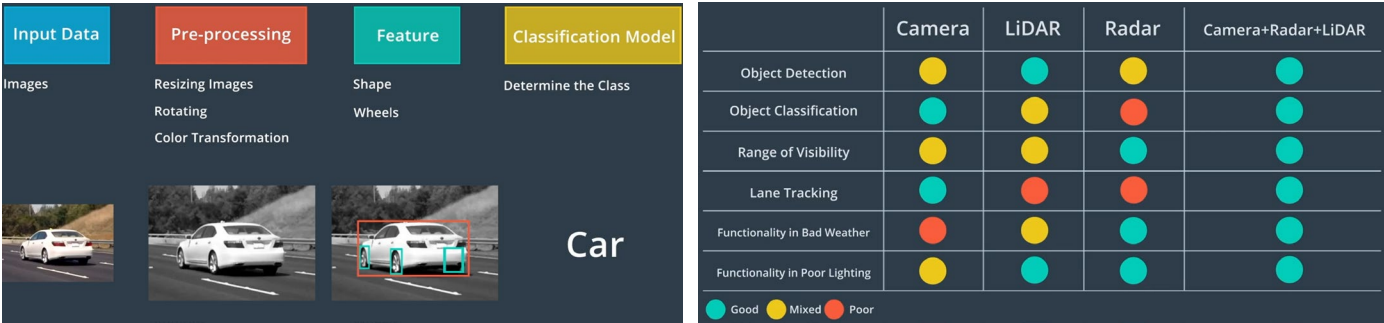 Input Data
Pre-processing
Feature
Classification Model
Images
Resizing Images
Shape
Determine the Class
Rotating
Wheels
Color Transformation
Car
Camera
LiDAR
Radar
Camera+Radar+LiDAR
Object Detection
Object Classification
Range of Visibility
Lane Tracking
Functionality in Bad Weather
Functionality in Poor Lighting
Good
Mixed
Poor